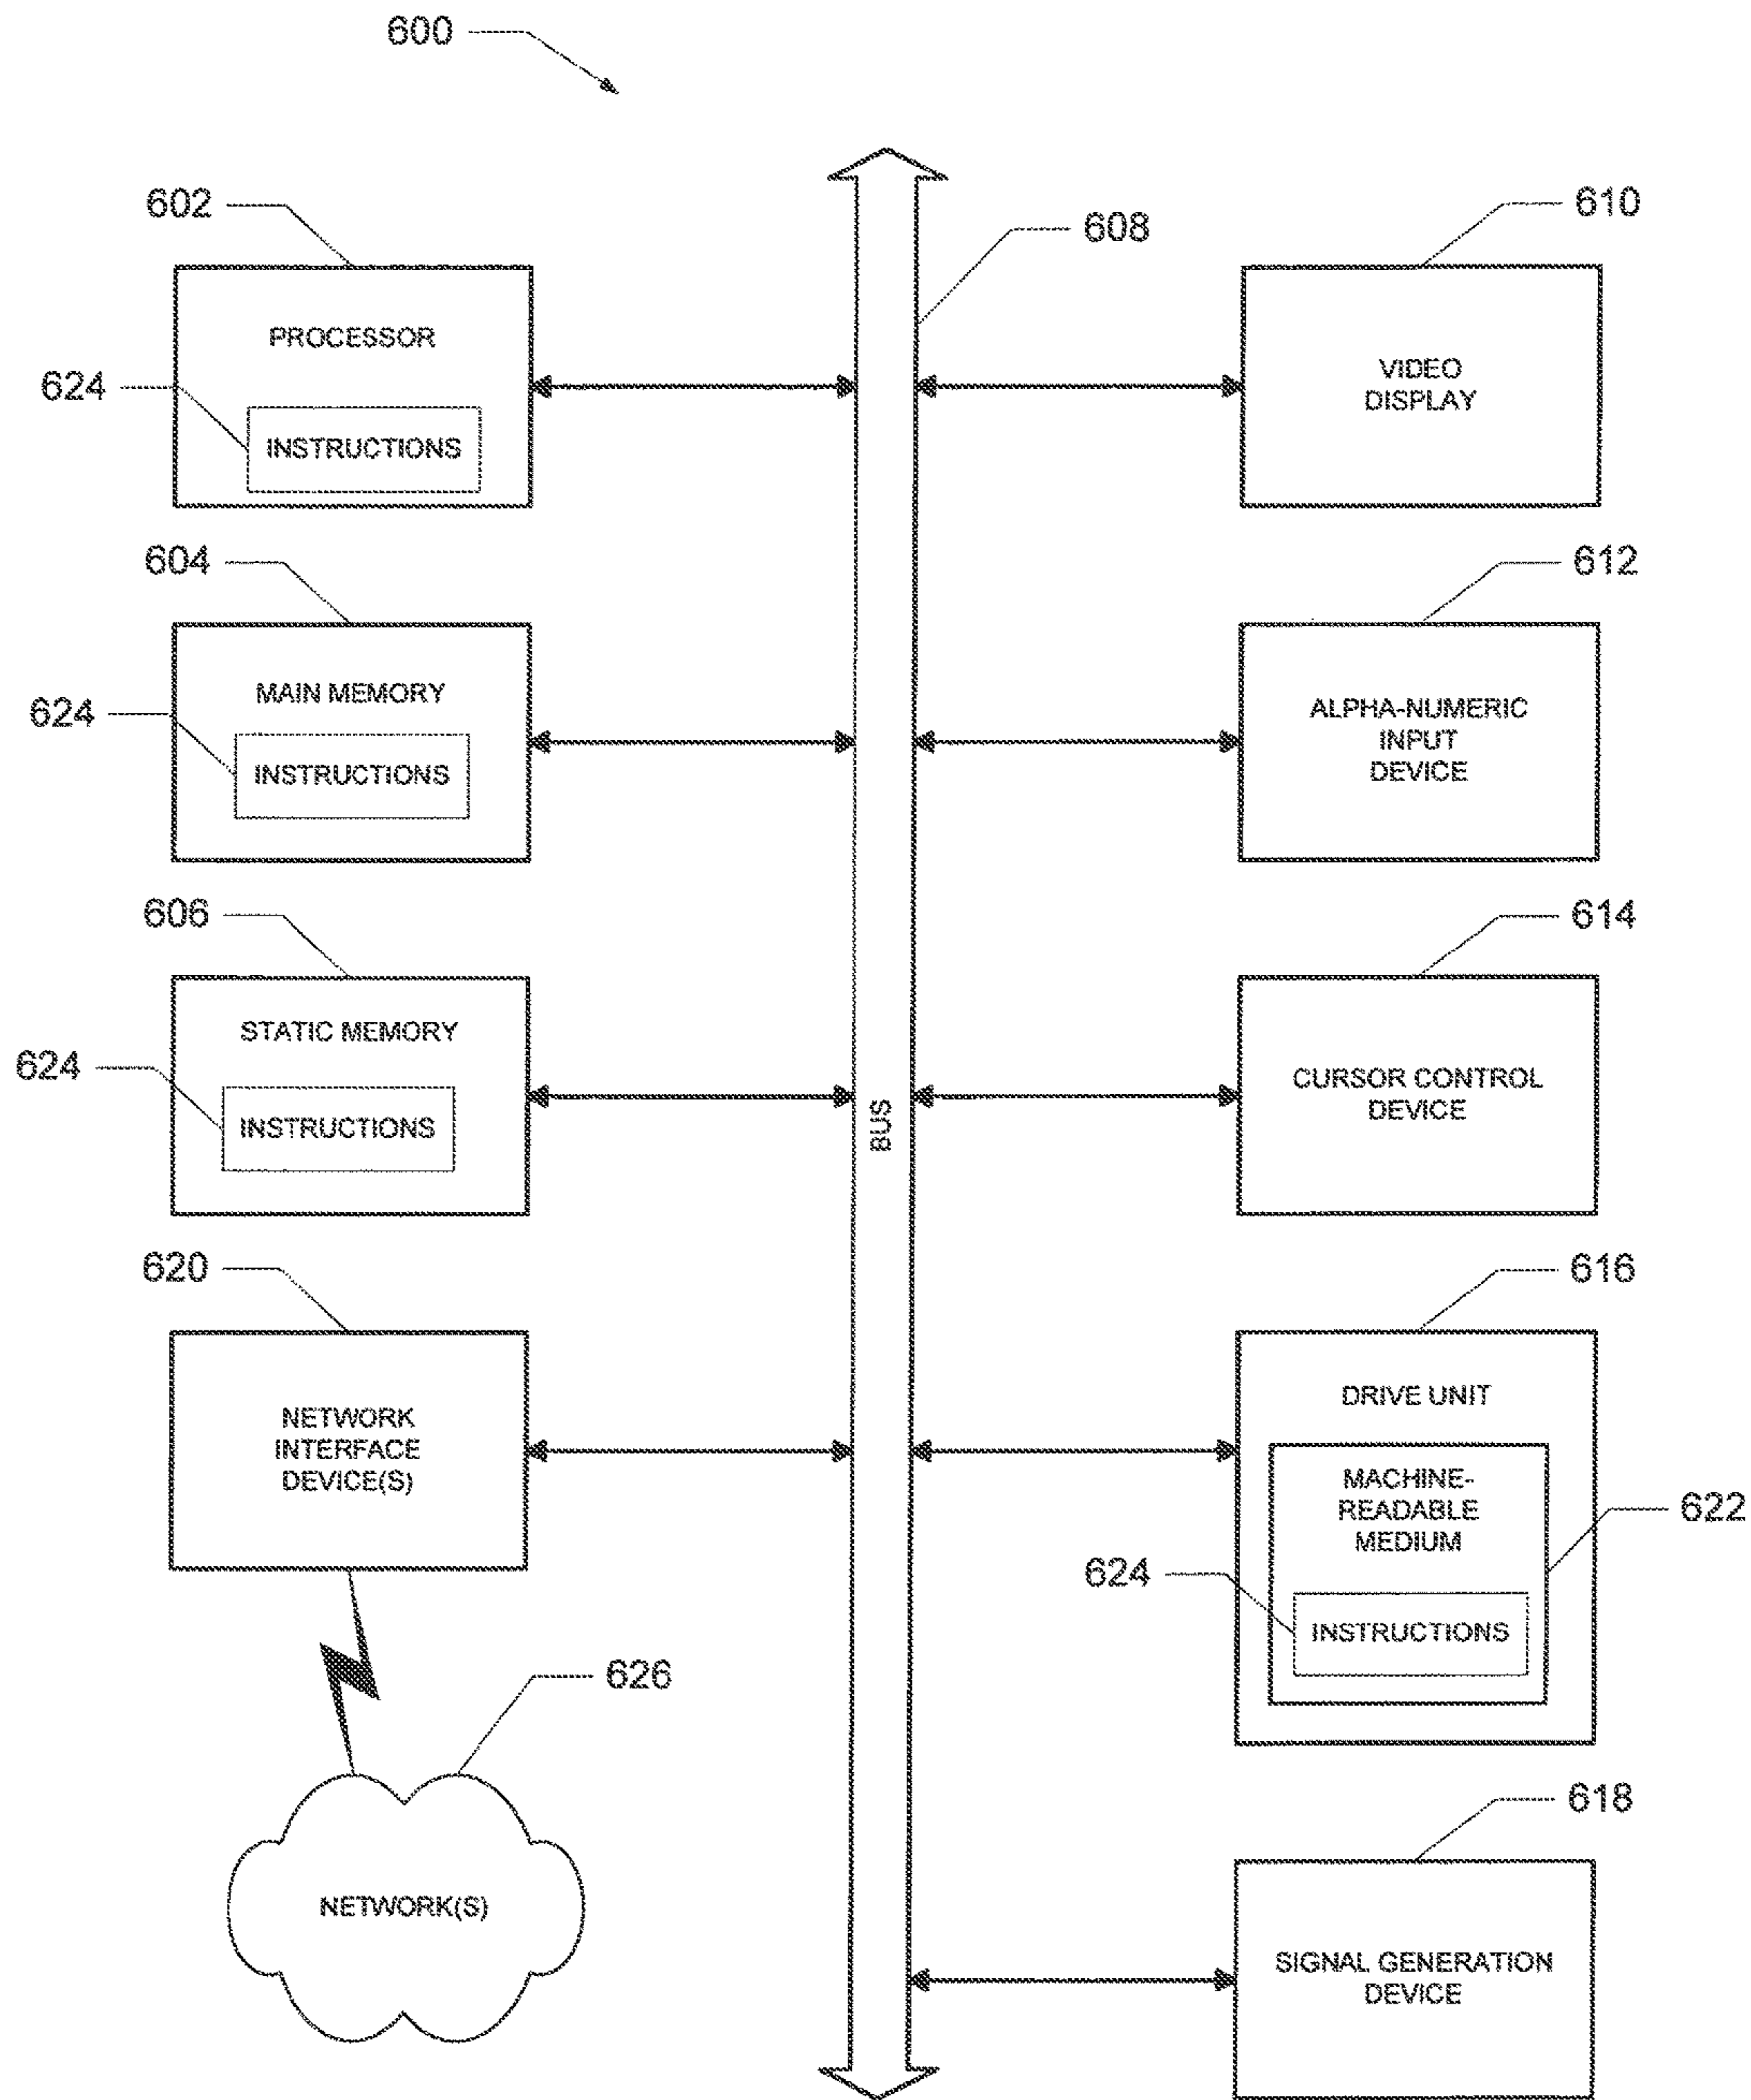 600
602
PROCESSOR
624
INSTRUCTIONS
604
MAIN MEMORY
624
INSTRUCTIONS
606
STATIC MEMORY
624
INSTRUCTIONS
620
NETWORK
INTERFACE
DEVICE(S)
626
NETWORK(S)
608
BUS
610
VIDEO
DISPLAY
612
ALPHA-NUMERIC
INPUT
DEVICE
614
CURSOR CONTROL
DEVICE
616
DRIVE UNIT
MACHINE-
READABLE
MEDIUM
622
624
INSTRUCTIONS
618
SIGNAL GENERATION
DEVICE